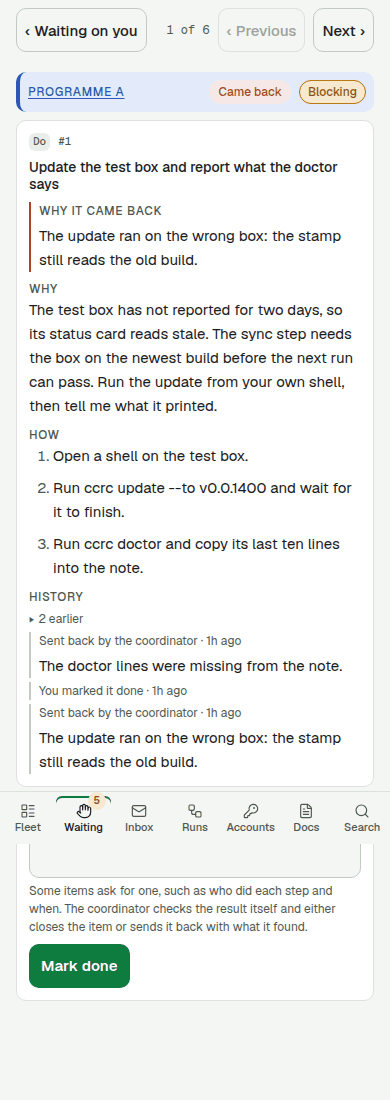 ‹ Waiting on you
1 of 6
‹ Previous
Next ›
PROGRAMME A
Came back
Blocking
Do #1
Update the test box and report what the doctor
says
WHY IT CAME BACK
The update ran on the wrong box: the stamp
still reads the old build.
WHY
The test box has not reported for two days, so
its status card reads stale. The sync step needs
the box on the newest build before the next run
can pass. Run the update from your own shell,
then tell me what it printed.
HOW
1. Open a shell on the test box.
2. Run ccrc update --to v0.0.1400 and wait for
it to finish.
3. Run ccrc doctor and copy its last ten lines
into the note.
HISTORY
▸ 2 earlier
Sent back by the coordinator · 1h ago
The doctor lines were missing from the note.
You marked it done · 1h ago
Sent back by the coordinator · 1h ago
The update ran on the wrong box: the stamp
still reads the old build.
5
Fleet
Waiting
Inbox
Runs
Accounts
Docs
Search
Some items ask for one, such as who did each step and
when. The coordinator checks the result itself and either
closes the item or sends it back with what it found.
Mark done